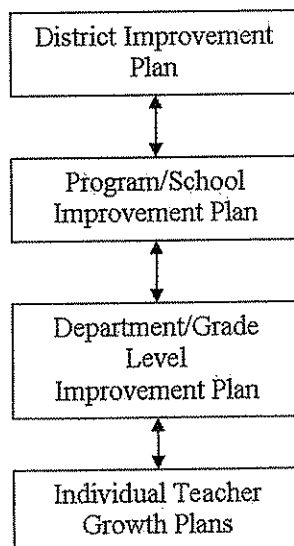 District Improvement
Plan
Program/School
Improvement Plan
Department/Grade
Level
Improvement Plan
Individual Teacher
Growth Plans